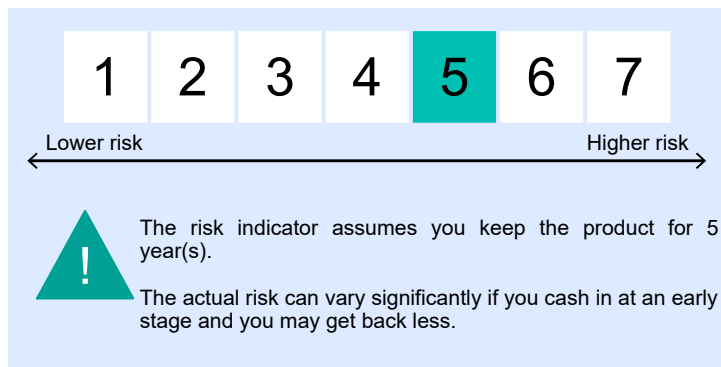 1 2 3 4 5 6 7
Lower risk Higher risk
!
The risk indicator assumes you keep the product for 5
year(s).
The actual risk can vary significantly if you cash in at an early
stage and you may get back less.